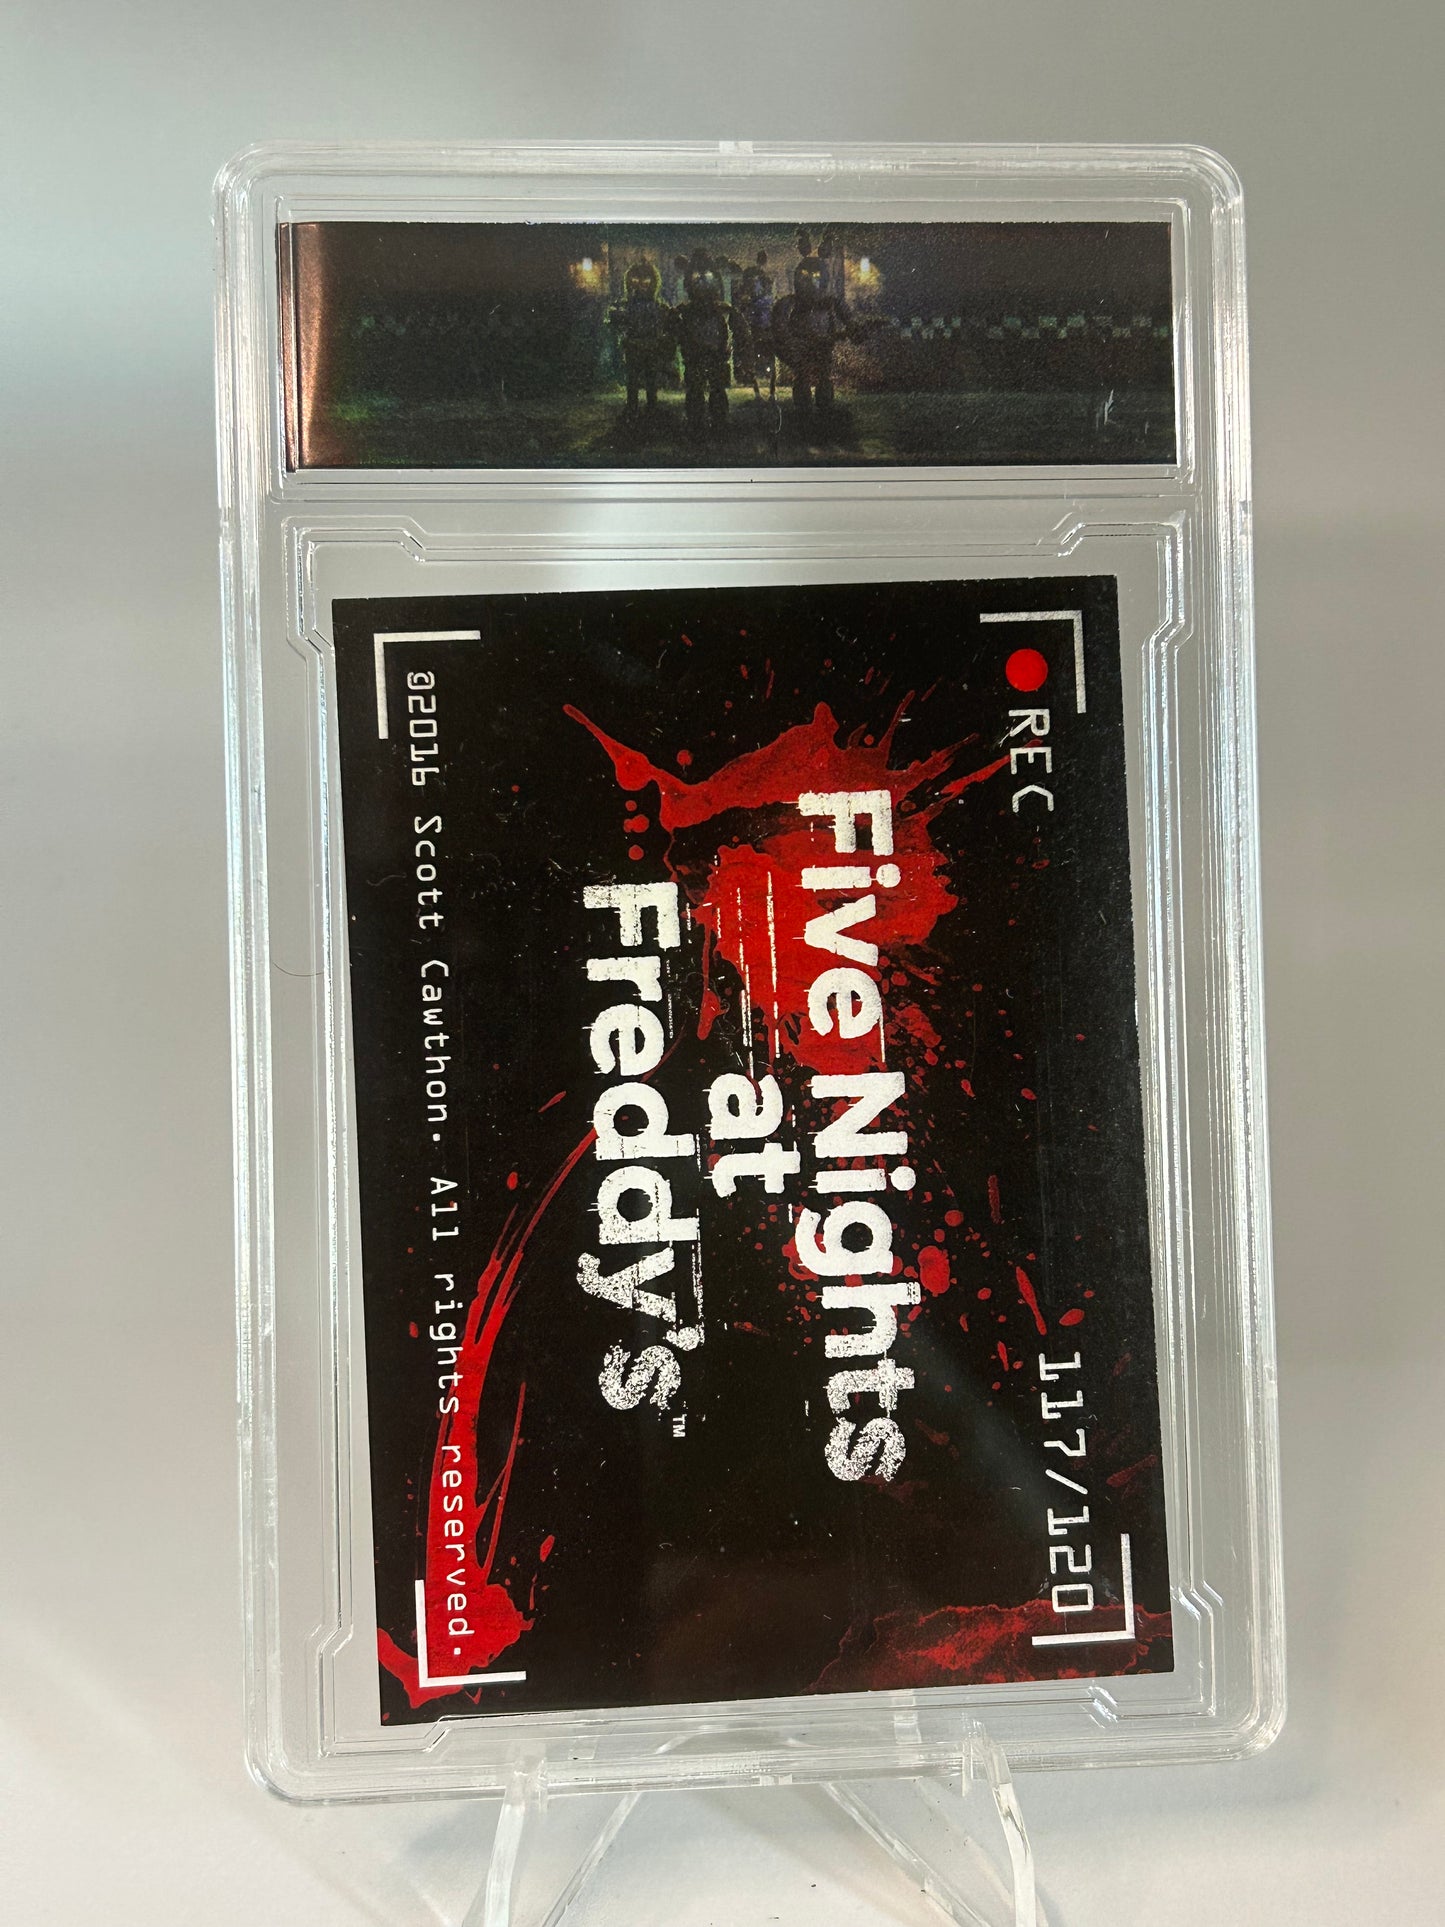 REC
117/120
Five Nights
at
Freddy's™
@2016 Scott Cawthon. All rights reserved.